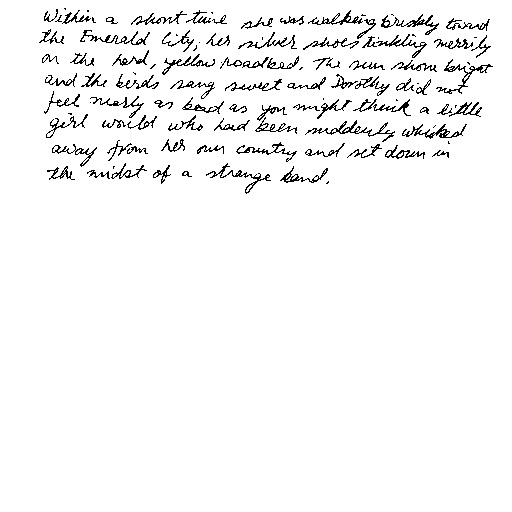 Within a short time she was walking briskly toward
the Emerald City, her silver shoes tinkling merrily
on the hard, yellow roadbed. The sun shone bright
and the birds sang sweet and Dorothy did not
feel nearly as bad as you might think a little
girl would who had been suddenly whisked
away from her own country and set down in
the midst of a strange land.